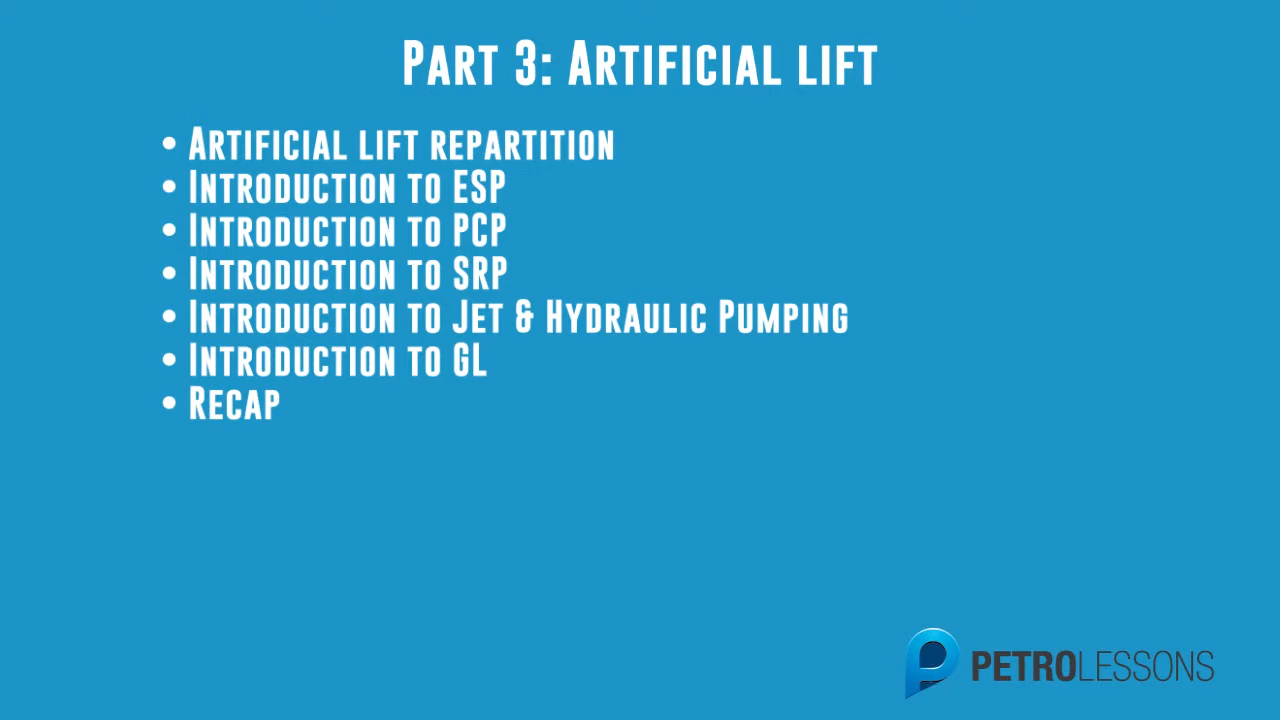 Part 3: Artificial lift
• Artificial lift repartition
• Introduction to ESP
• Introduction to PCP
• Introduction to SRP
• Introduction to Jet & Hydraulic Pumping
• Introduction to GL
• Recap
PETROLESSONS